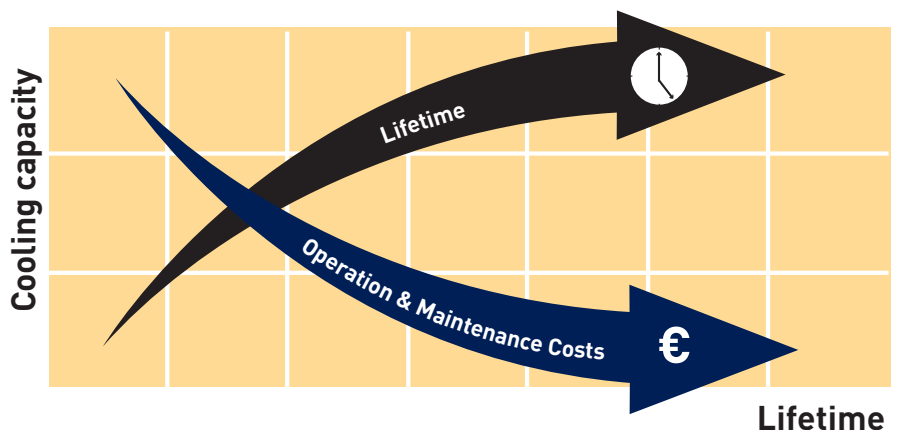 Cooling capacity
Lifetime
Operation & Maintenance Costs
€
Lifetime